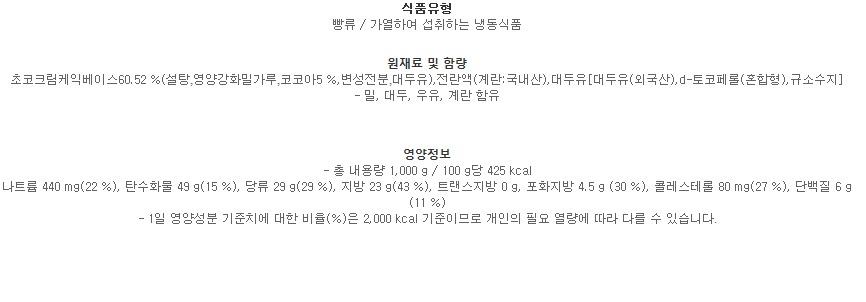 식품유형
빵류 / 가열하여 섭취하는 냉동식품
원재료 및 함량
초코크림케익베이스60.52 %(설탕,영양강화밀가루,코코아5 %,변성전분,대두유),전란액(계란:국내산),대두유[대두유(외국산),d-토코페롤(혼합형),규소수지]
- 밀, 대두, 우유, 계란 함유
영양정보
- 총 내용량 1,000 g / 100 g당 425 kcal
나트륨 440 mg(22 %), 탄수화물 49 g(15 %), 당류 29 g(29 %), 지방 23 g(43 %), 트랜스지방 0 g, 포화지방 4.5 g (30 %), 콜레스테롤 80 mg(27 %), 단백질 6 g
(11 %)
- 1일 영양성분 기준치에 대한 비율(%)은 2,000 kcal 기준이므로 개인의 필요 열량에 따라 다를 수 있습니다.